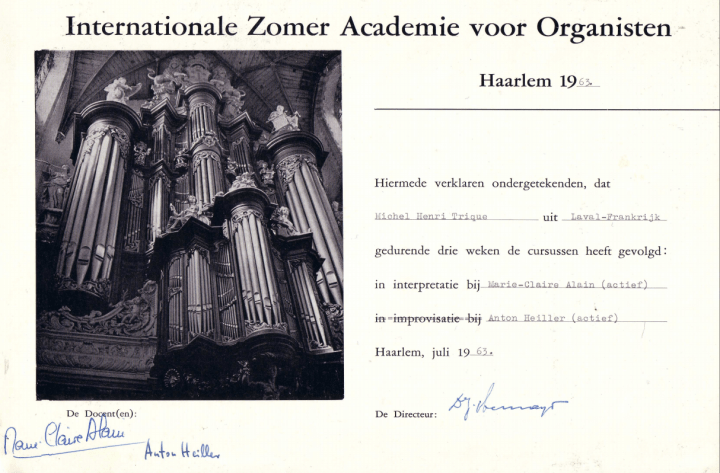 Internationale Zomer Academie voor Organisten
Haarlem 1963.
Hiermede verklaren ondergetekenden, dat
Michel Henri Trique uit Laval-Frankrijk
gedurende drie weken de cursussen heeft gevolgd:
in interpretatie bij Marie-Claire Alain (actief)
in improvisatie bij Anton Heiller (actief)
Haarlem, juli 1963.
De Docent(en):
Marie-Claire Alain
Anton Heiller
De Directeur: